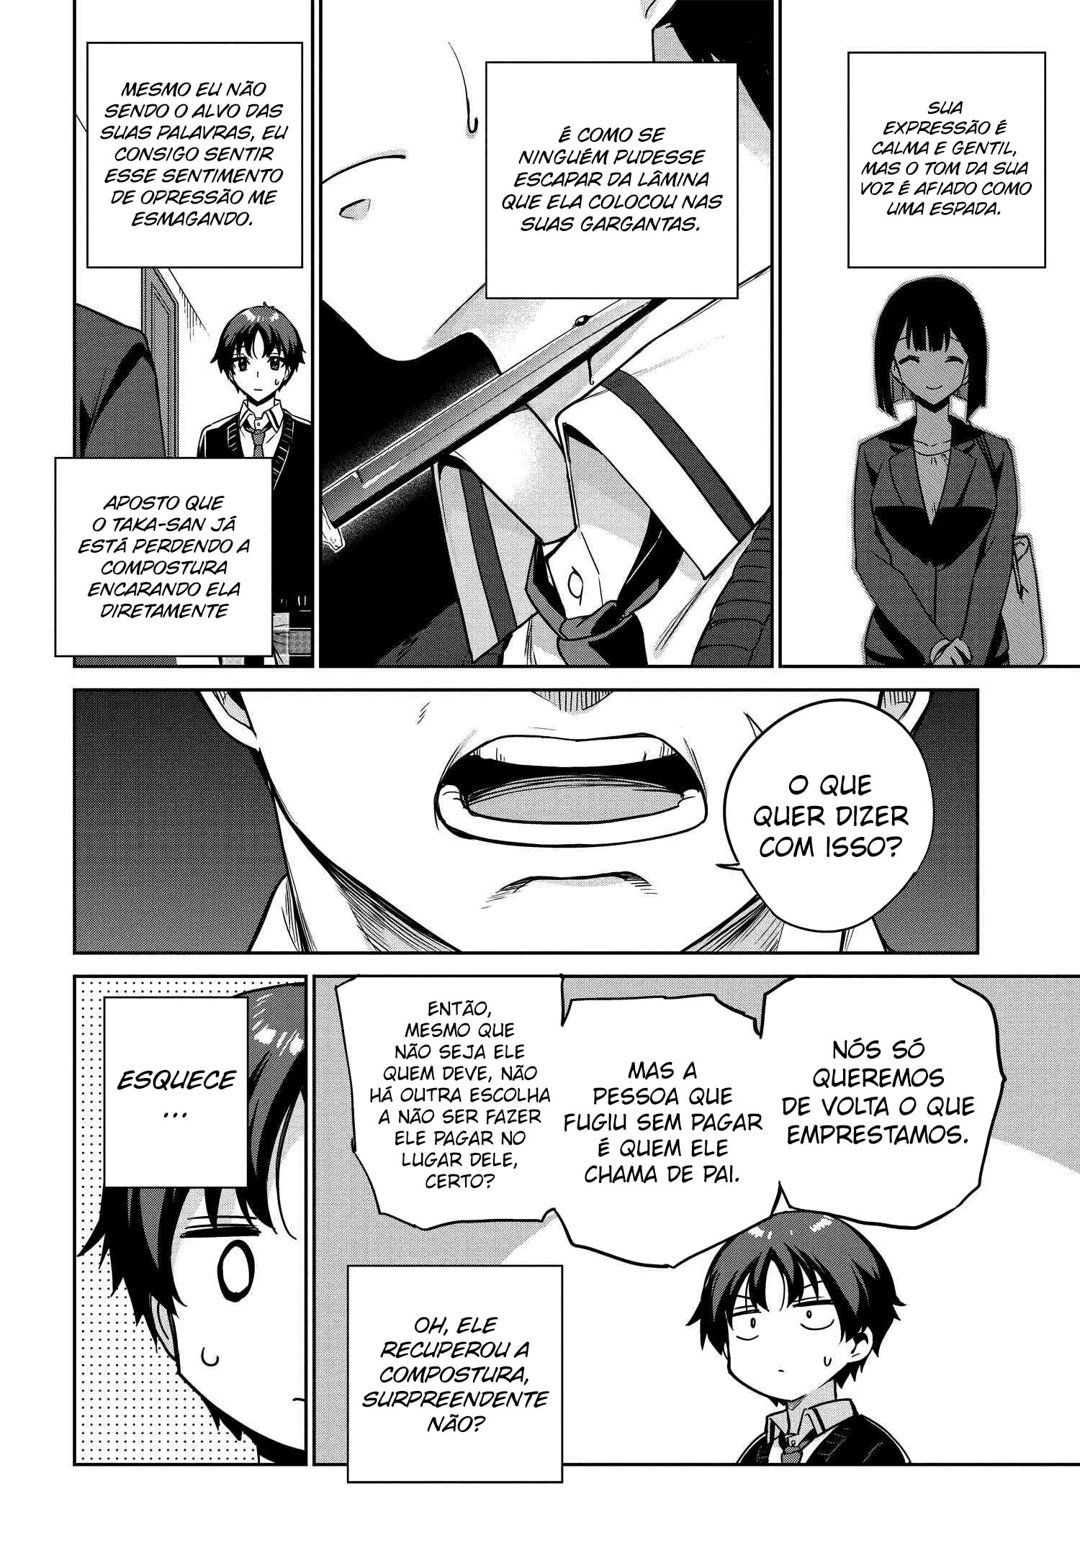 SUA
EXPRESSÃO É
CALMA E GENTIL,
MAS O TOM DA SUA
VOZ É AFIADO COMO
UMA ESPADA.
É COMO SE
NINGUÉM PUDESSE
ESCAPAR DA LÂMINA
QUE ELA COLOCOU NAS
SUAS GARGANTAS.
MESMO EU NÃO
SENDO O ALVO DAS
SUAS PALAVRAS, EU
CONSIGO SENTIR
ESSE SENTIMENTO
DE OPRESSÃO ME
ESMAGANDO.
APOSTO QUE
O TAKA-SAN JÁ
ESTÁ PERDENDO A
COMPOSTURA
ENCARANDO ELA
DIRETAMENTE
O QUE
QUER DIZER
COM ISSO?
NÓS SÓ
QUEREMOS
DE VOLTA O QUE
EMPRESTAMOS.
MAS A
PESSOA QUE
FUGIU SEM PAGAR
É QUEM ELE
CHAMA DE PAI.
ENTÃO,
MESMO QUE
NÃO SEJA ELE
QUEM DEVE, NÃO
HÁ OUTRA ESCOLHA
A NÃO SER FAZER
ELE PAGAR NO
LUGAR DELE,
CERTO?
OH, ELE
RECUPEROU A
COMPOSTURA,
SURPREENDENTE
NÃO?
ESQUECE
...